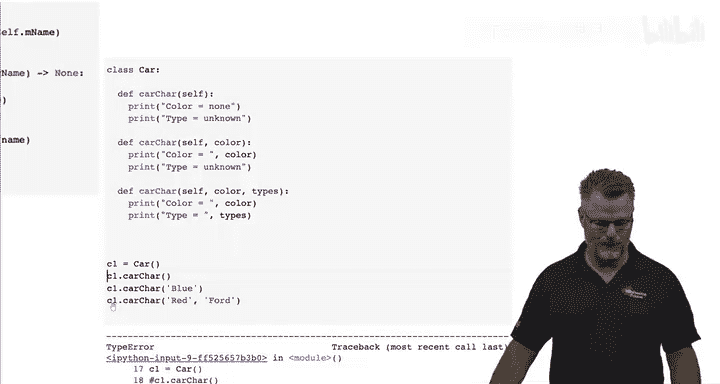 elf.mName)
Name) -> None:
)
name)
class Car:
def carChar(self):
print("Color = none")
print("Type = unknown")
def carChar(self, color):
print("Color = ", color)
print("Type = unknown")
def carChar(self, color, types):
print("Color = ", color)
print("Type = ", types)
c1 = Car()
c1.carChar()
c1.carChar('Blue')
c1.carChar('Red', 'Ford')
TypeError Traceback (most recent call last)
<ipython-input-9-ff525657b3b0> in <module>()
17 c1 = Car()
18 #c1.carChar()